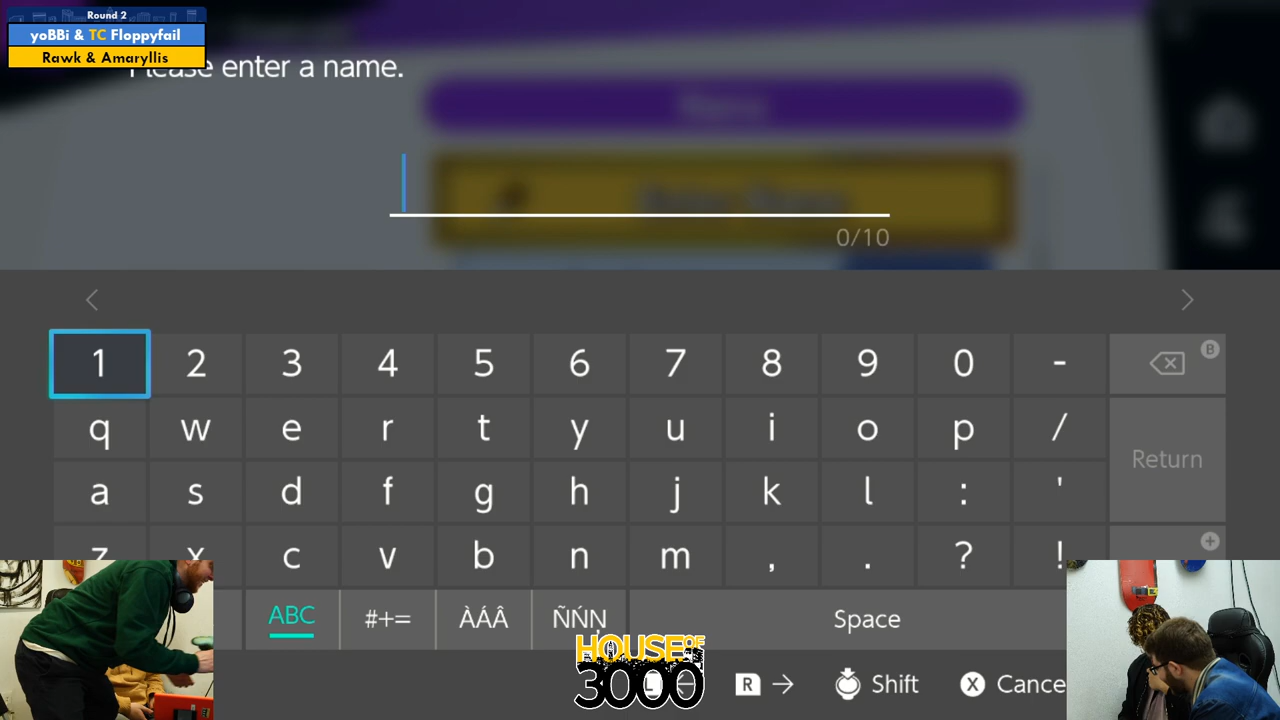 Round 2
yoBBi & TC Floppyfail
Rawk & Amaryllis
Please enter a name.
0/10
1 2 3 4 5 6 7 8 9 0 - B
q w e r t y u i o p / Return
a s d f g h j k l : '
z x c v b n m , . ? ! +
ABC #+= ÀÁÂ ÑŃŅ Space
HOUSE OF
3000
L R → Shift X Cance